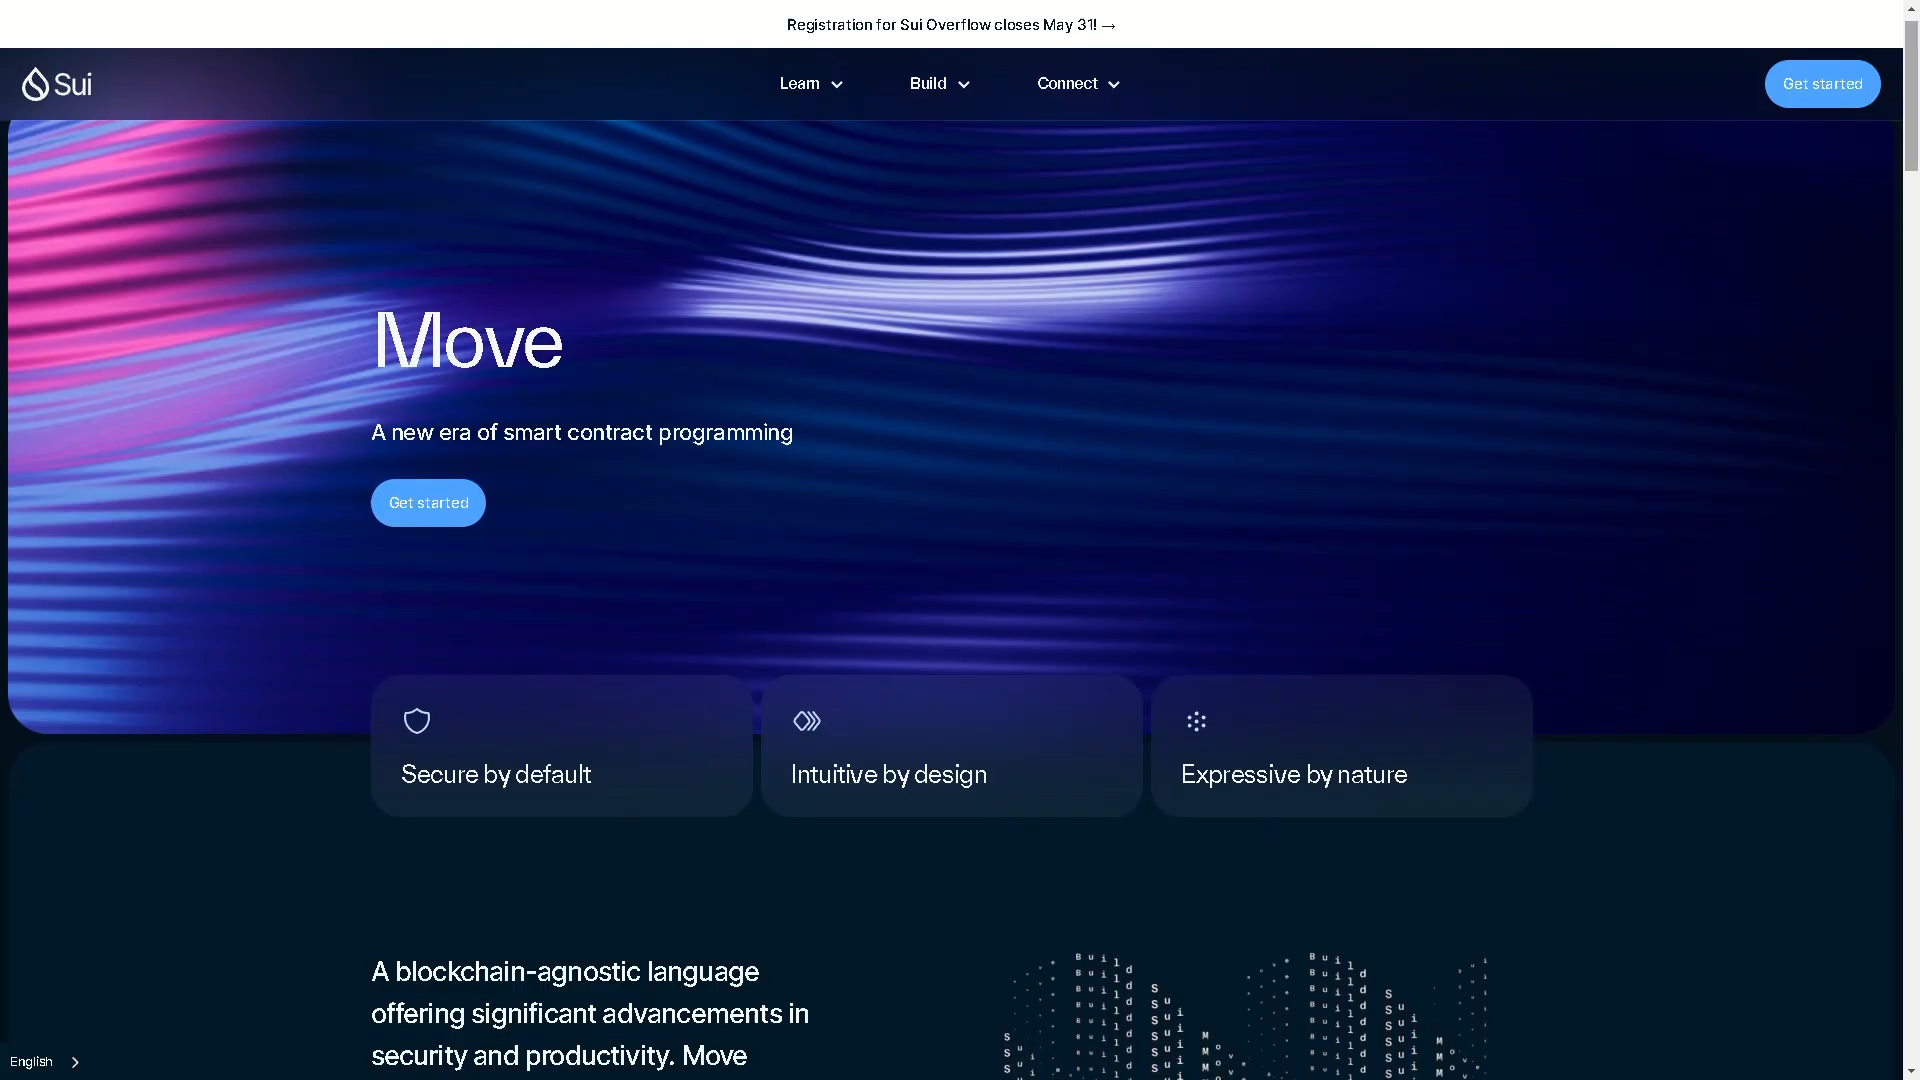 Registration for Sui Overflow closes May 31! →
Sui
Learn
Build
Connect
Get started
Move
A new era of smart contract programming
Get started
Secure by default
Intuitive by design
Expressive by nature
A blockchain-agnostic language
offering significant advancements in
security and productivity. Move
English